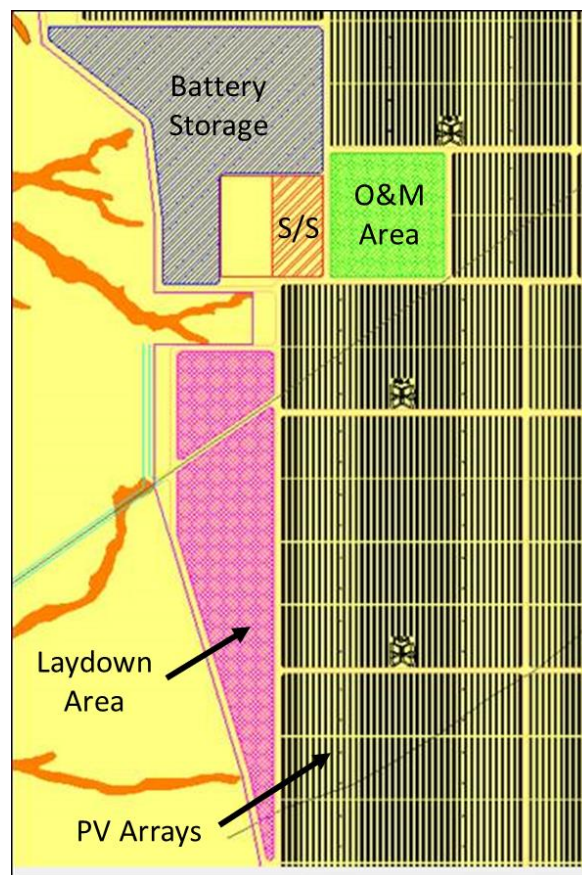 Battery
Storage
S/S
O&M
Area
Laydown
Area
PV Arrays